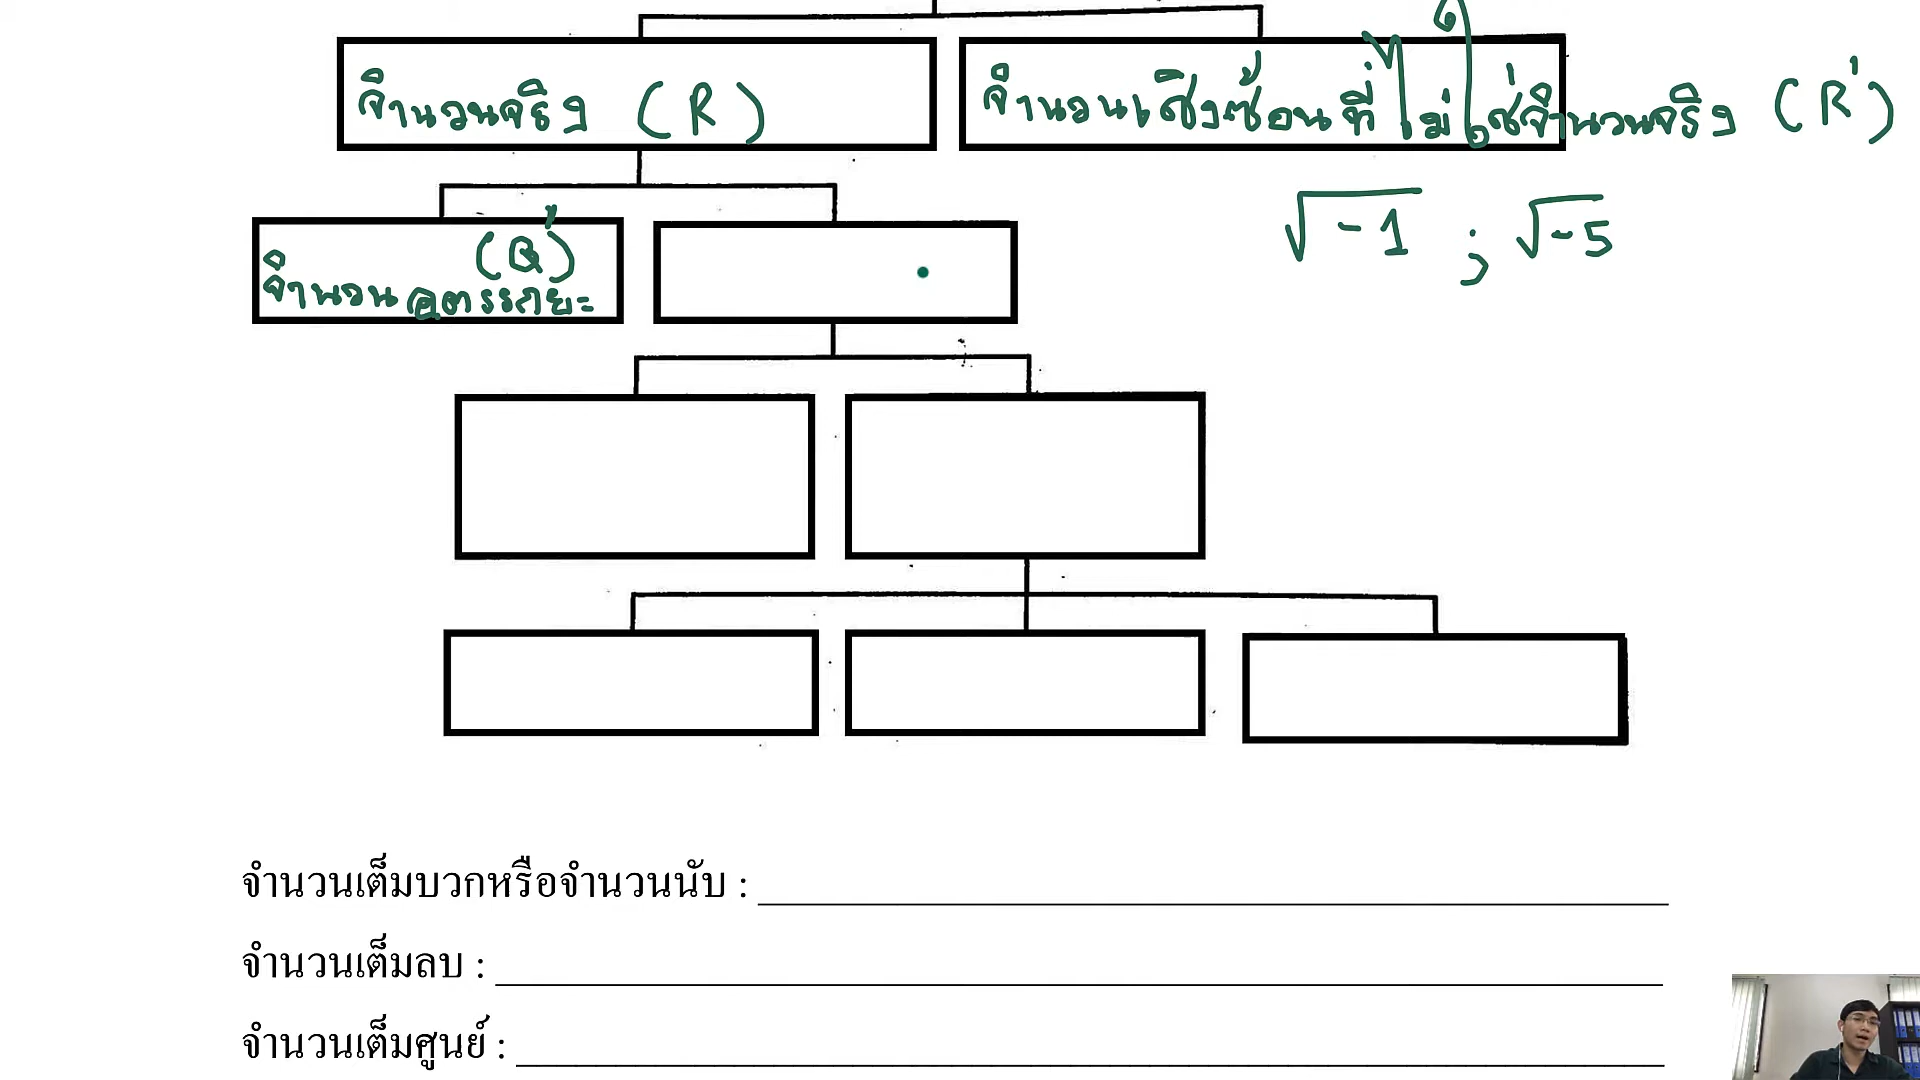 จำนวนจริง (R)
จำนวนเชิงซ้อนที่ไม่ใช่จำนวนจริง (R')
√-1 ; √-5
(Q')
จำนวนอตรรกยะ
จำนวนเต็มบวกหรือจำนวนนับ :
จำนวนเต็มลบ :
จำนวนเต็มศูนย์ :